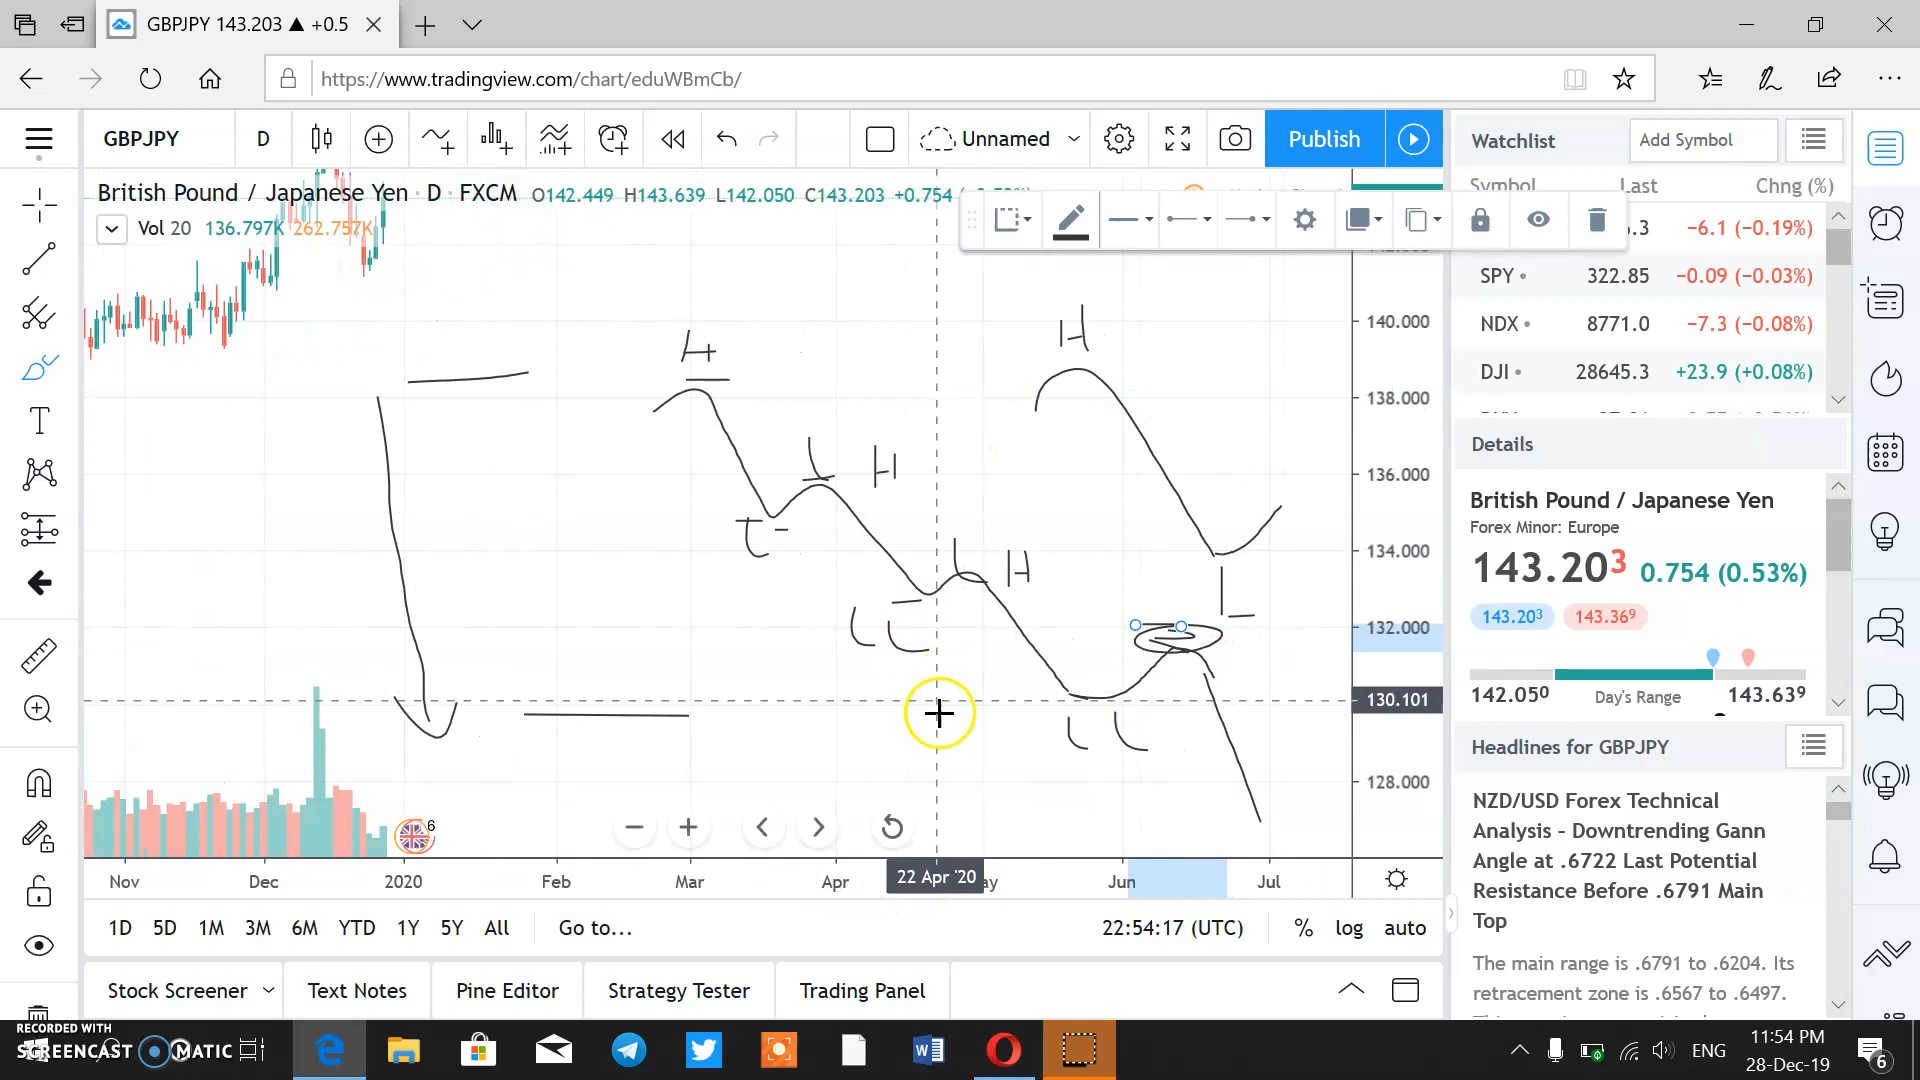 GBPJPY 143.203 ▲ +0.5
https://www.tradingview.com/chart/eduWBmCb/
GBPJPY D Unnamed Publish
British Pound / Japanese Yen · D · FXCM O142.449 H143.639 L142.050 C143.203 +0.754
Vol 20 136.797K 262.757K
H
H
L H
L
L H
L L
L
L L
140.000
138.000
136.000
134.000
132.000
130.101
128.000
6
Nov Dec 2020 Feb Mar Apr 22 Apr '20 ay Jun Jul
1D 5D 1M 3M 6M YTD 1Y 5Y All Go to... 22:54:17 (UTC) % log auto
Stock Screener Text Notes Pine Editor Strategy Tester Trading Panel
Watchlist Add Symbol
Symbol Last Chng (%)
.3 −6.1 (−0.19%)
SPY 322.85 −0.09 (−0.03%)
NDX 8771.0 −7.3 (−0.08%)
DJI 28645.3 +23.9 (+0.08%)
Details
British Pound / Japanese Yen
Forex Minor: Europe
143.203 0.754 (0.53%)
143.203 143.369
142.050 Day's Range 143.639
Headlines for GBPJPY
NZD/USD Forex Technical
Analysis – Downtrending Gann
Angle at .6722 Last Potential
Resistance Before .6791 Main
Top
The main range is .6791 to .6204. Its
retracement zone is .6567 to .6497.
RECORDED WITH
SCREENCAST MATIC
W
ENG
11:54 PM
28-Dec-19
6